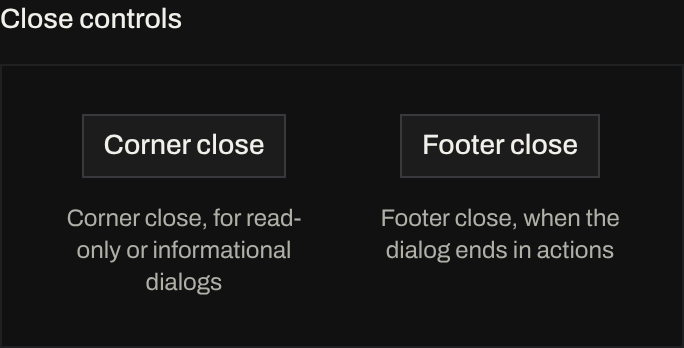 Close controls
Corner close
Footer close
Corner close, for read-
only or informational
dialogs
Footer close, when the
dialog ends in actions